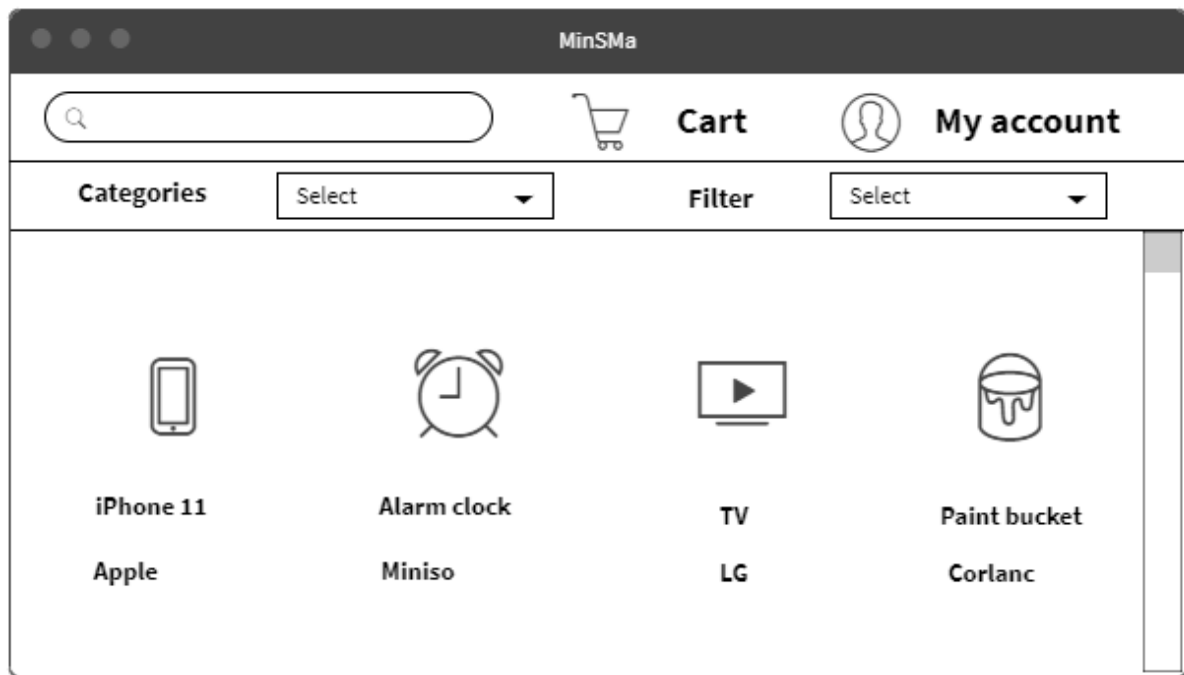 MinSMa
Cart My account
Categories Select Filter Select
iPhone 11 Alarm clock TV Paint bucket
Apple Miniso LG Corlanc